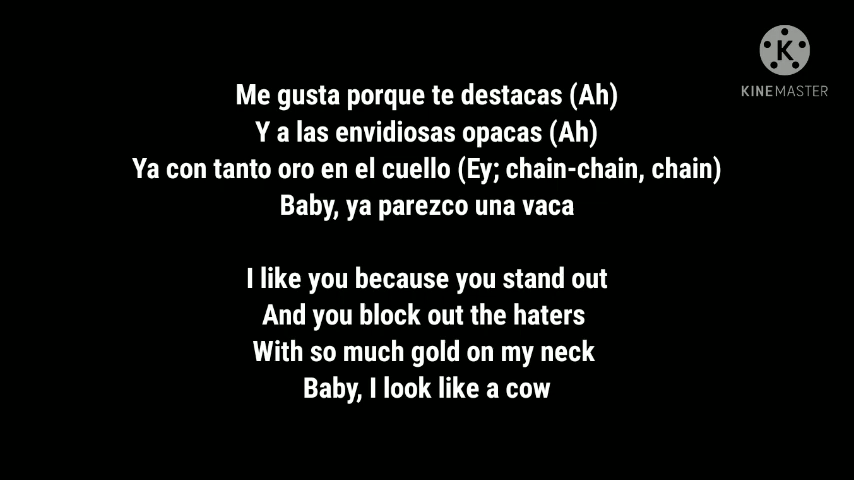 K
KINEMASTER
Me gusta porque te destacas (Ah)
Y a las envidiosas opacas (Ah)
Ya con tanto oro en el cuello (Ey; chain-chain, chain)
Baby, ya parezco una vaca
I like you because you stand out
And you block out the haters
With so much gold on my neck
Baby, I look like a cow